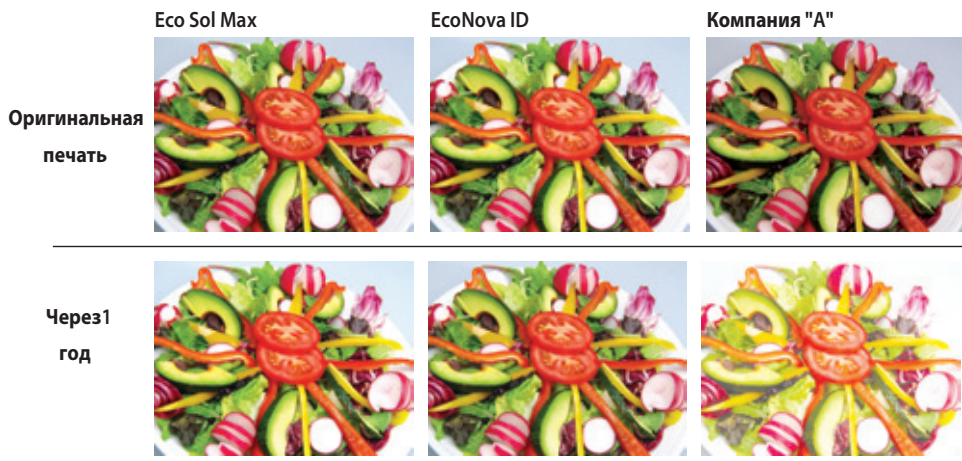 Eco Sol Max
EcoNova ID
Компания "А"
Оригинальная
печать
Через1
год